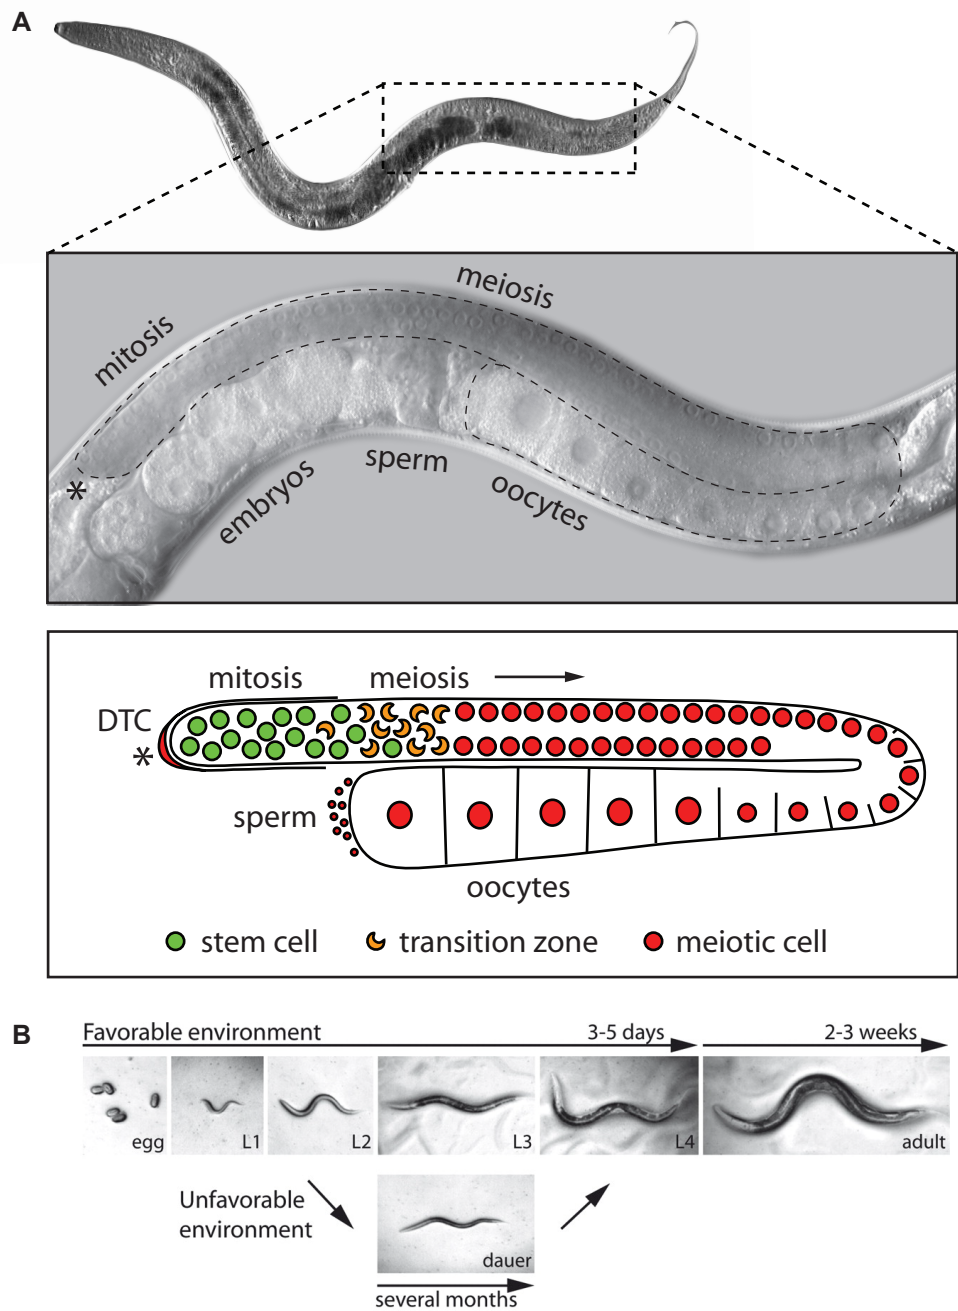 A
mitosis
meiosis
*
embryos
sperm
oocytes
mitosis
meiosis
DTC
*
sperm
oocytes
stem cell
transition zone
meiotic cell
B
Favorable environment
3-5 days
2-3 weeks
egg
L1
L2
L3
L4
adult
Unfavorable
environment
dauer
several months